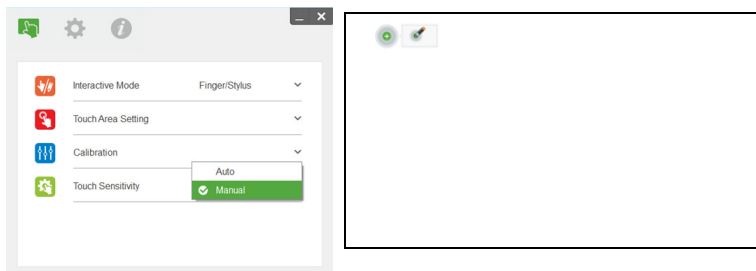 Interactive Mode Finger/Stylus
Touch Area Setting
Calibration
Auto
Touch Sensitivity
Manual